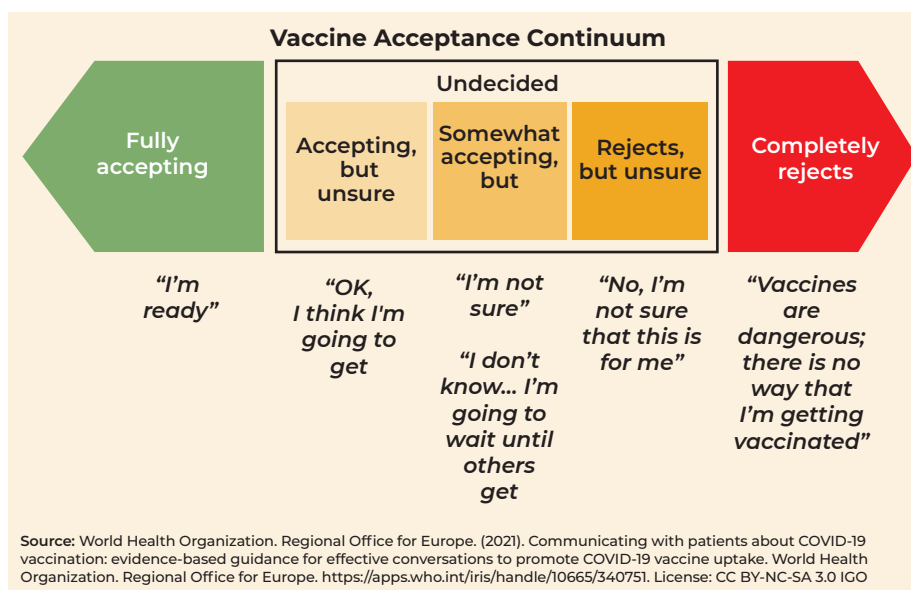 Vaccine Acceptance Continuum
Undecided
Fully
accepting
Accepting,
but
unsure
Somewhat
accepting,
but
Rejects,
but unsure
Completely
rejects
“I’m
ready”
“OK,
I think I'm
going to
get
“I’m not
sure”
“I don’t
know... I’m
going to
wait until
others
get
“No, I’m
not sure
that this is
for me”
“Vaccines
are
dangerous;
there is no
way that
I’m getting
vaccinated”
Source: World Health Organization. Regional Office for Europe. (2021). Communicating with patients about COVID-19
vaccination: evidence-based guidance for effective conversations to promote COVID-19 vaccine uptake. World Health
Organization. Regional Office for Europe. https://apps.who.int/iris/handle/10665/340751. License: CC BY-NC-SA 3.0 IGO